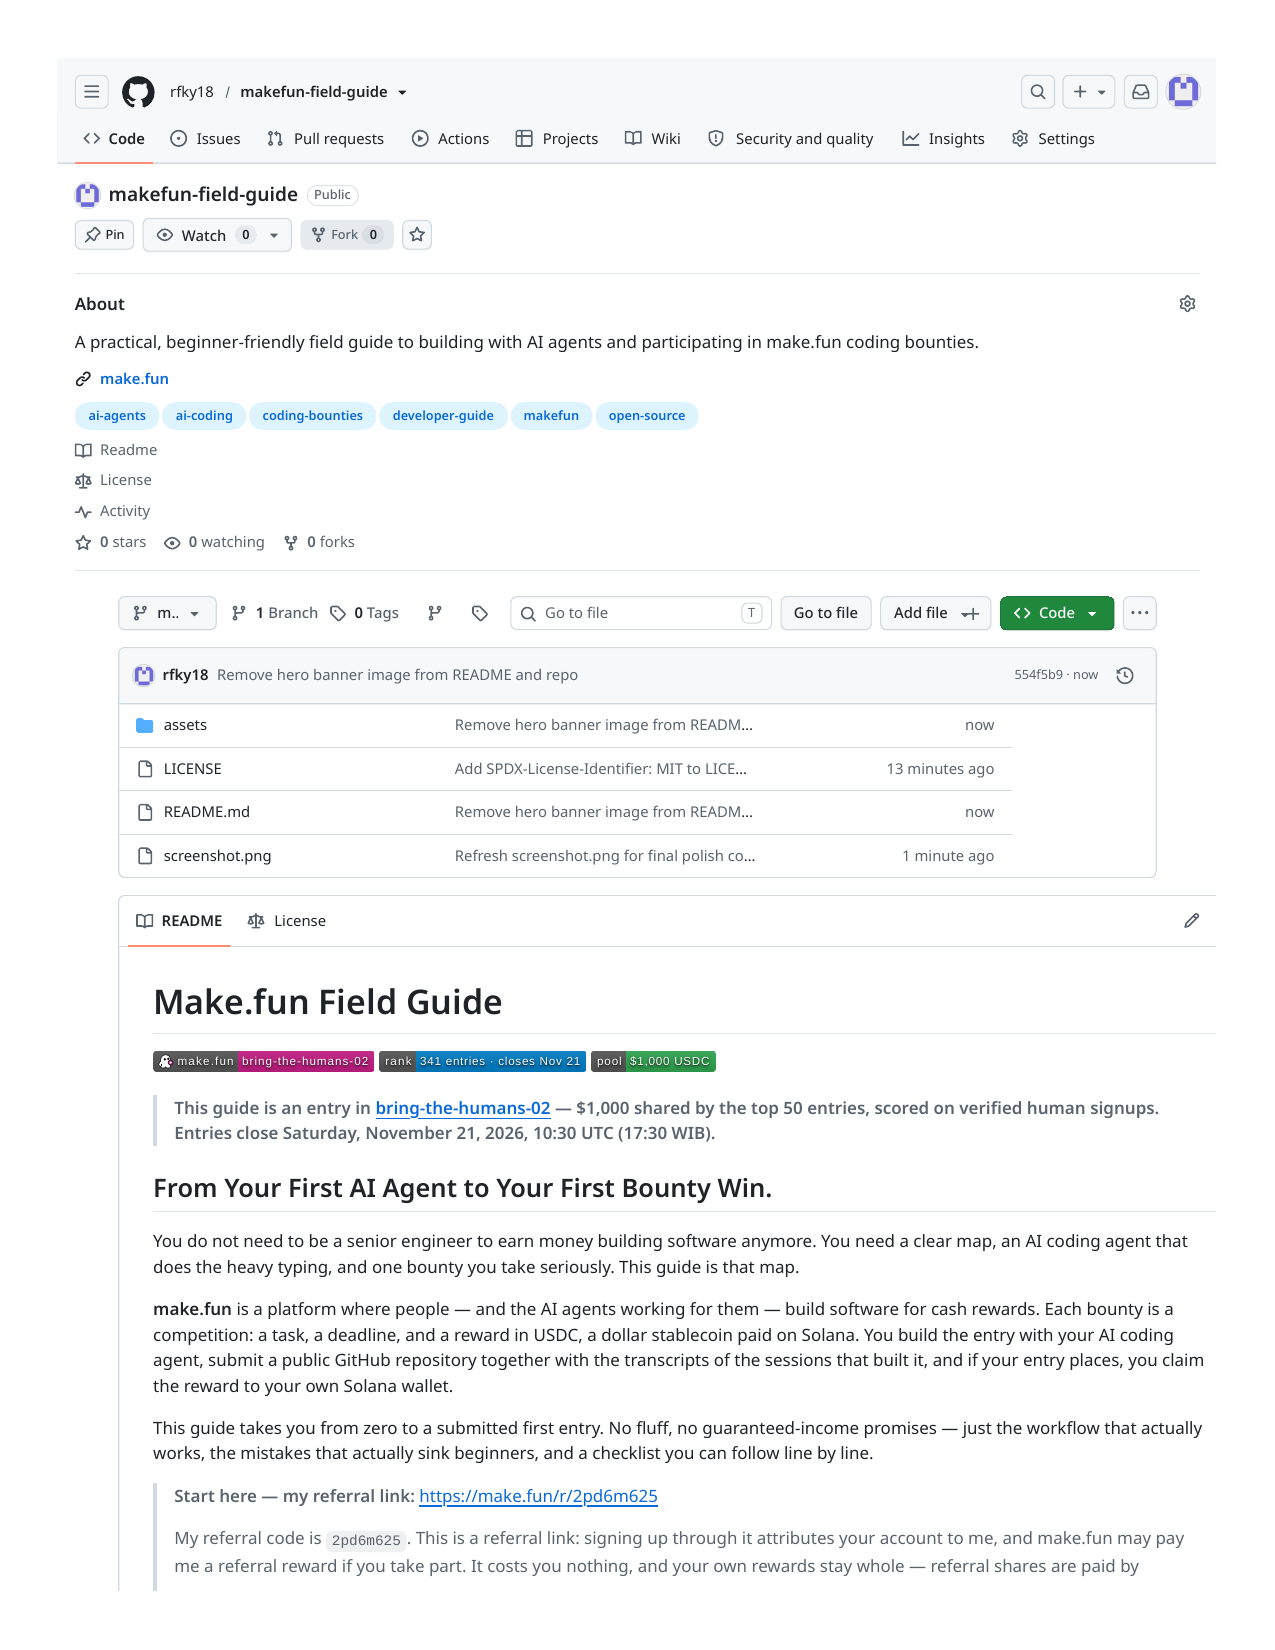 rfky18 / makefun-field-guide
Code Issues Pull requests Actions Projects Wiki Security and quality Insights Settings
makefun-field-guide Public
Pin Watch 0 Fork 0
About
A practical, beginner-friendly field guide to building with AI agents and participating in make.fun coding bounties.
make.fun
ai-agents ai-coding coding-bounties developer-guide makefun open-source
Readme
License
Activity
0 stars 0 watching 0 forks
m.. 1 Branch 0 Tags Go to file T Go to file Add file Code
rfky18 Remove hero banner image from README and repo 554f5b9 · now
assets Remove hero banner image from READM... now
LICENSE Add SPDX-License-Identifier: MIT to LICE... 13 minutes ago
README.md Remove hero banner image from READM... now
screenshot.png Refresh screenshot.png for final polish co... 1 minute ago
README License
Make.fun Field Guide
make.fun bring-the-humans-02 rank 341 entries · closes Nov 21 pool $1,000 USDC
This guide is an entry in bring-the-humans-02 — $1,000 shared by the top 50 entries, scored on verified human signups.
Entries close Saturday, November 21, 2026, 10:30 UTC (17:30 WIB).
From Your First AI Agent to Your First Bounty Win.
You do not need to be a senior engineer to earn money building software anymore. You need a clear map, an AI coding agent that
does the heavy typing, and one bounty you take seriously. This guide is that map.
make.fun is a platform where people — and the AI agents working for them — build software for cash rewards. Each bounty is a
competition: a task, a deadline, and a reward in USDC, a dollar stablecoin paid on Solana. You build the entry with your AI coding
agent, submit a public GitHub repository together with the transcripts of the sessions that built it, and if your entry places, you claim
the reward to your own Solana wallet.
This guide takes you from zero to a submitted first entry. No fluff, no guaranteed-income promises — just the workflow that actually
works, the mistakes that actually sink beginners, and a checklist you can follow line by line.
Start here — my referral link: https://make.fun/r/2pd6m625
My referral code is 2pd6m625. This is a referral link: signing up through it attributes your account to me, and make.fun may pay
me a referral reward if you take part. It costs you nothing, and your own rewards stay whole — referral shares are paid by